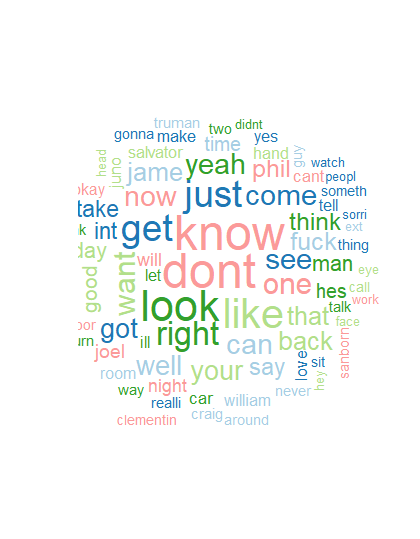 truman two didnt
gonna make yes
head salvator time hand guy watch
juno jame yeah phil cant peopl
okay now just come someth
take tell sorri
int get know think ext
day fuck thing
will dont see man eye
good want let one hes call
look like that talk work
got right face
joel ill can back
well your say love sit sanborn
room night hey
way car william never
realli craig around
clementin